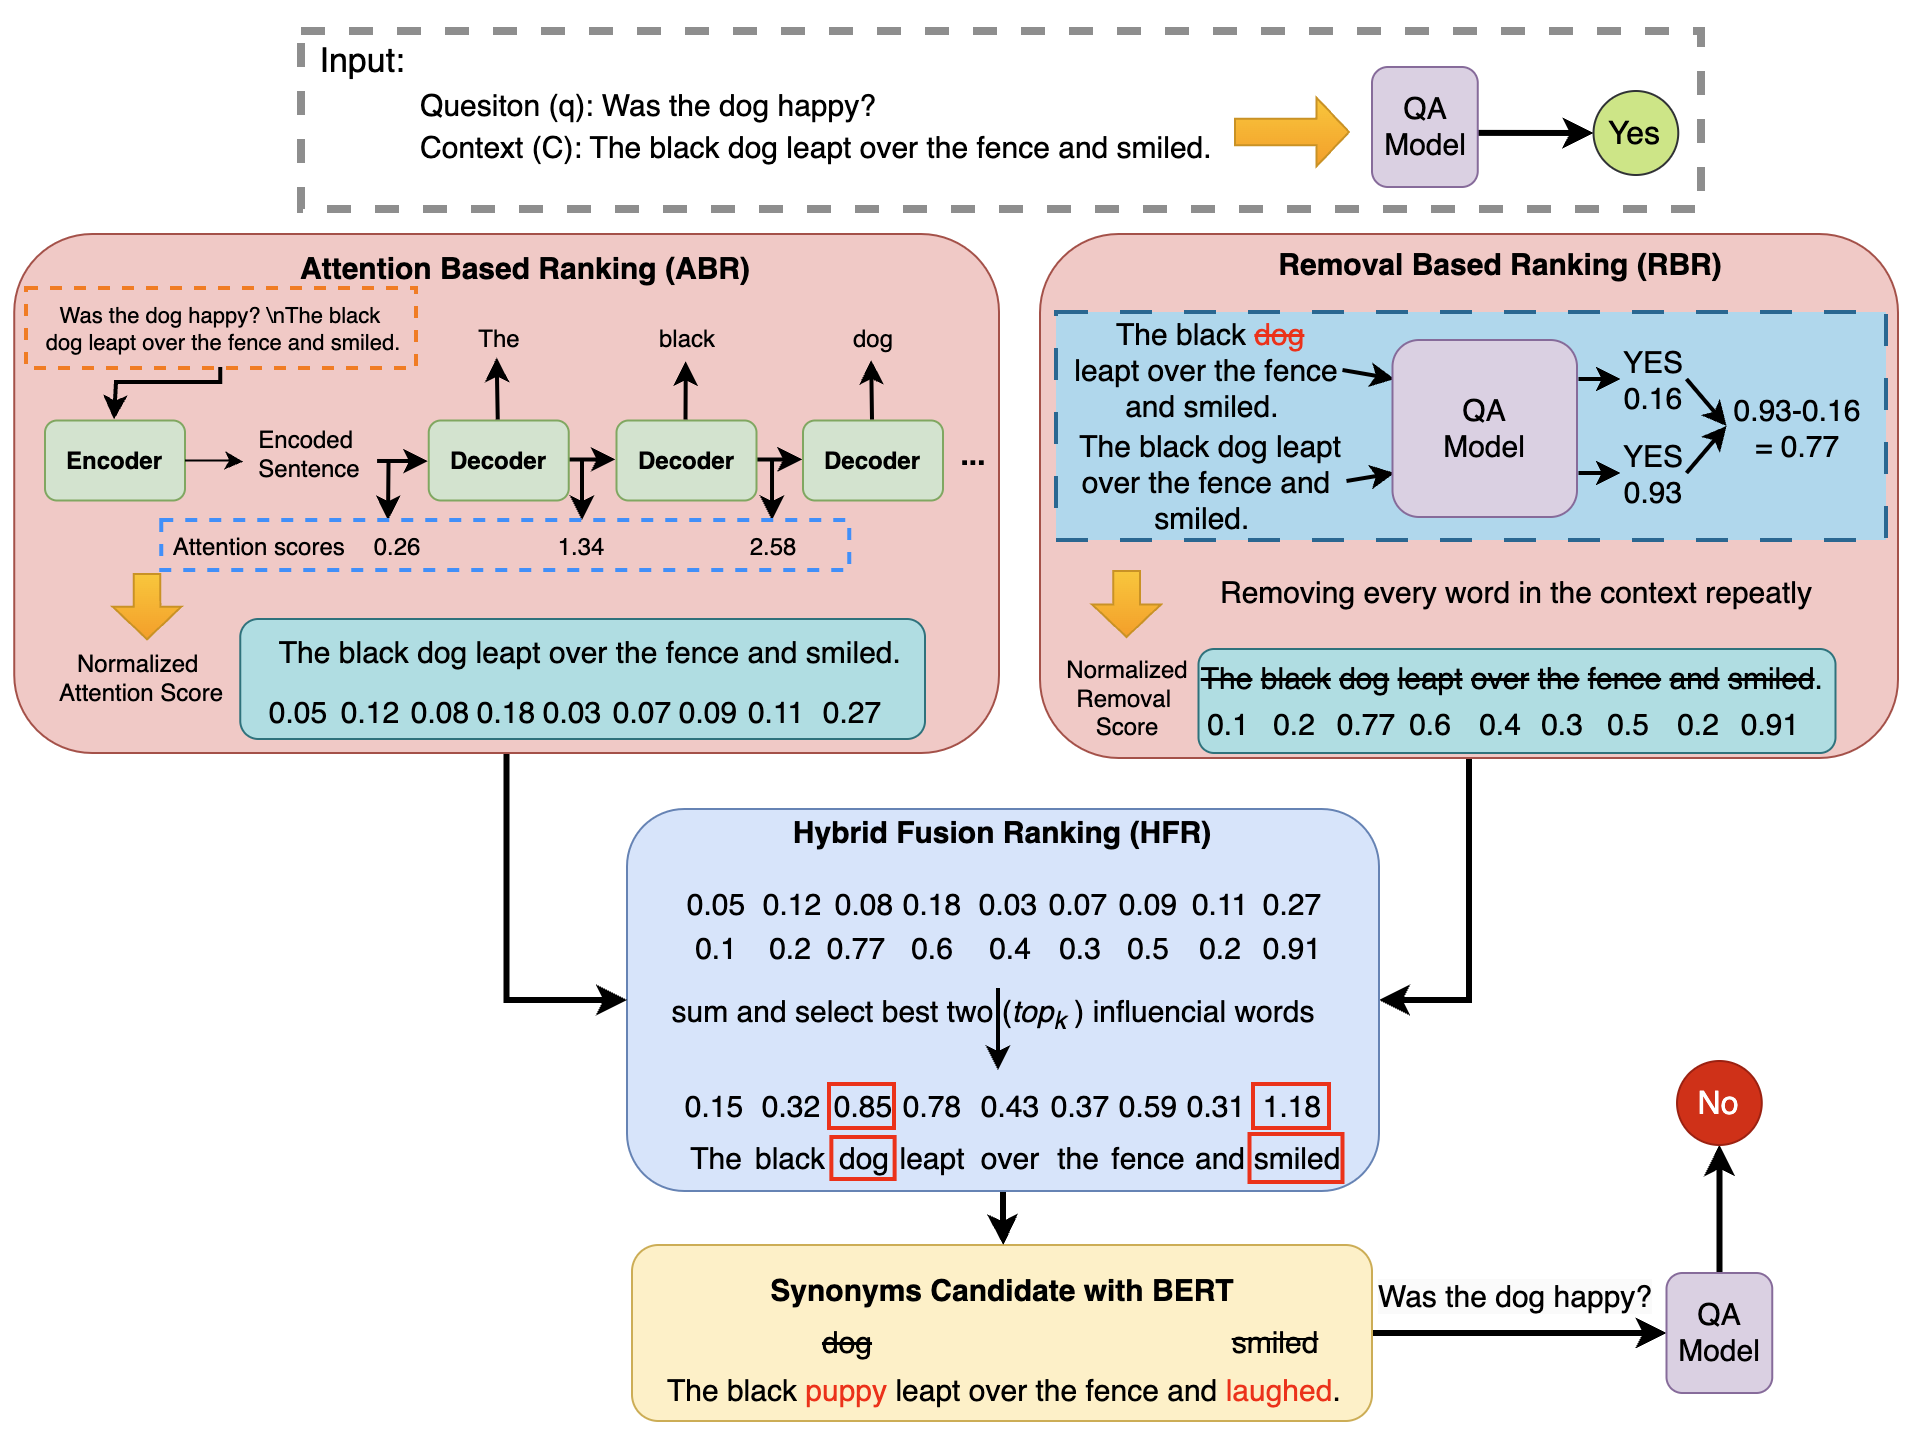 Input:
Quesiton (q): Was the dog happy?
Context (C): The black dog leapt over the fence and smiled.
QA
Model
Yes
Attention Based Ranking (ABR)
Was the dog happy? \nThe black
dog leapt over the fence and smiled.
The
black
dog
Encoder
Encoded
Sentence
Decoder
Decoder
Decoder
...
Attention scores 0.26 1.34 2.58
Normalized
Attention Score
The black dog leapt over the fence and smiled.
0.05 0.12 0.08 0.18 0.03 0.07 0.09 0.11 0.27
Removal Based Ranking (RBR)
The black dog
leapt over the fence
and smiled.
The black dog leapt
over the fence and
smiled.
QA
Model
YES
0.16
YES
0.93
0.93-0.16
= 0.77
Removing every word in the context repeatly
Normalized
Removal
Score
The black dog leapt over the fence and smiled.
0.1 0.2 0.77 0.6 0.4 0.3 0.5 0.2 0.91
Hybrid Fusion Ranking (HFR)
0.05 0.12 0.08 0.18 0.03 0.07 0.09 0.11 0.27
0.1 0.2 0.77 0.6 0.4 0.3 0.5 0.2 0.91
sum and select best two (top k) influencial words
0.15 0.32 0.85 0.78 0.43 0.37 0.59 0.31 1.18
The black dog leapt over the fence and smiled
Synonyms Candidate with BERT
dog smiled
The black puppy leapt over the fence and laughed.
Was the dog happy?
QA
Model
No